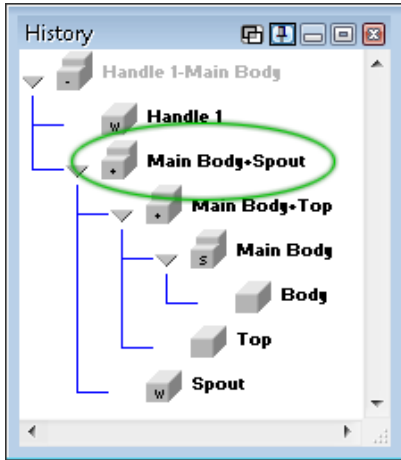 History
Handle 1-Main Body
w Handle 1
Main Body+Spout
Main Body+Top
s Main Body
Body
Top
w Spout